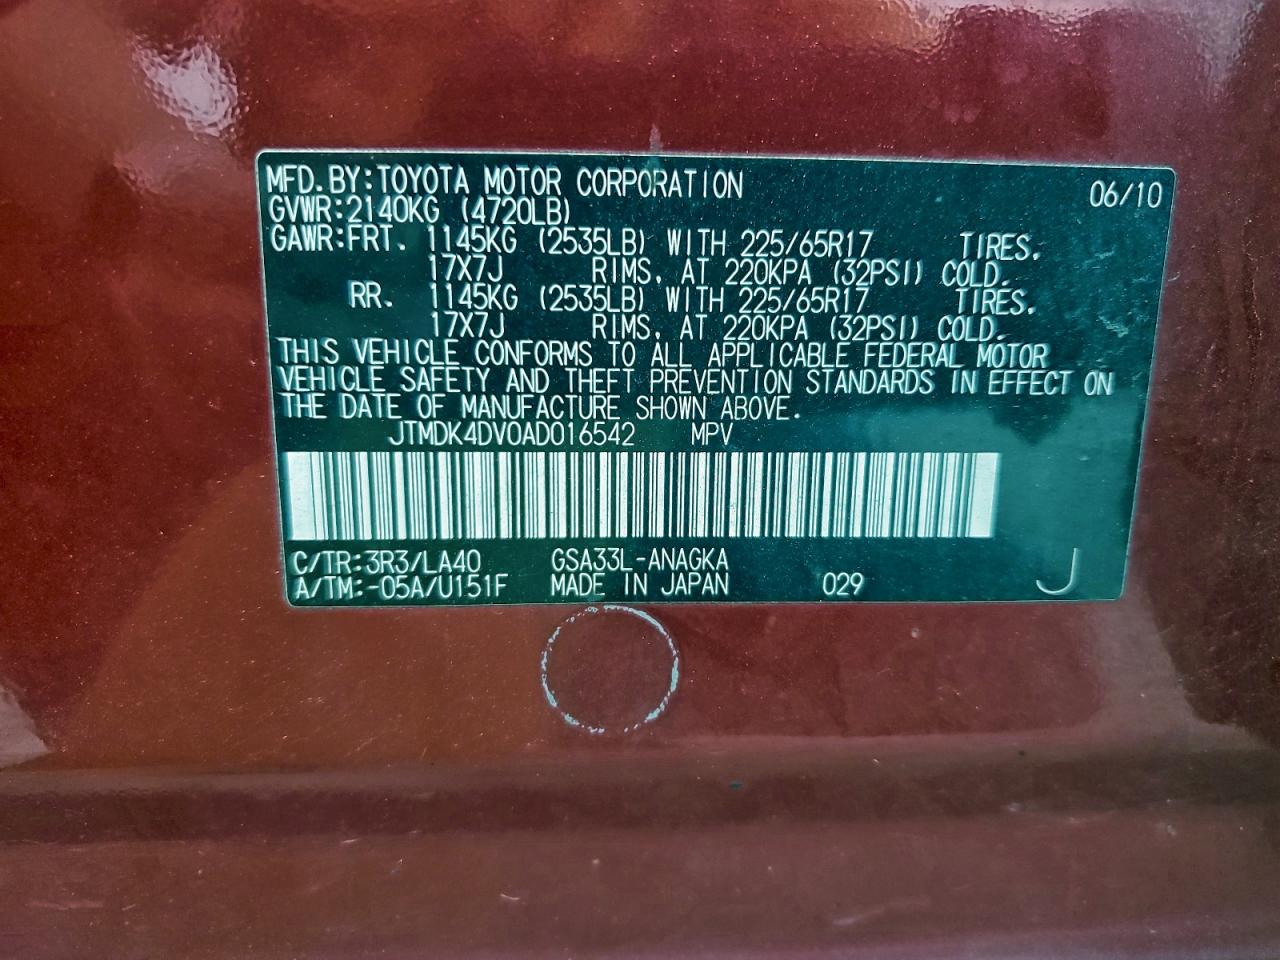 MFD.BY:TOYOTA MOTOR CORPORATION 06/10
GVWR:2140KG (4720LB)
GAWR:FRT. 1145KG (2535LB) WITH 225/65R17 TIRES,
17X7J RIMS, AT 220KPA (32PSI) COLD.
RR. 1145KG (2535LB) WITH 225/65R17 TIRES,
17X7J RIMS, AT 220KPA (32PSI) COLD.
THIS VEHICLE CONFORMS TO ALL APPLICABLE FEDERAL MOTOR
VEHICLE SAFETY AND THEFT PREVENTION STANDARDS IN EFFECT ON
THE DATE OF MANUFACTURE SHOWN ABOVE.
JTMDK4DV0AD016542 MPV
C/TR:3R3/LA40 GSA33L-ANAGKA
A/TM:-05A/U151F MADE IN JAPAN 029 J